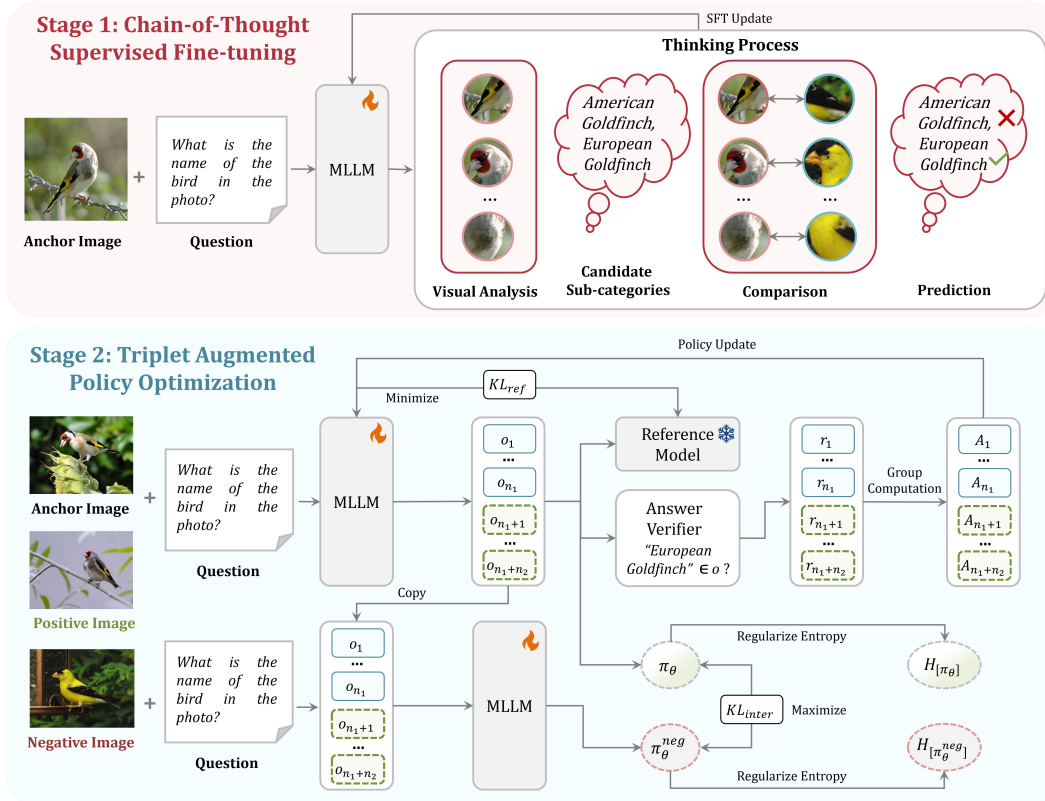 Stage 1: Chain-of-Thought
Supervised Fine-tuning
SFT Update
Thinking Process
What is the
name of the
bird in the
photo?
+
Anchor Image
Question
MLLM
...
Visual Analysis
American
Goldfinch,
European
Goldfinch
Candidate
Sub-categories
...
...
Comparison
American
Goldfinch,
European
Goldfinch
Prediction
Stage 2: Triplet Augmented
Policy Optimization
Policy Update
Minimize
KL_ref
Anchor Image
+
What is the
name of the
bird in the
photo?
Question
Positive Image
MLLM
o_1
...
o_{n_1}
o_{n_1+1}
...
o_{n_1+n_2}
Reference
Model
Answer
Verifier
"European
Goldfinch" ∈ o ?
r_1
...
r_{n_1}
r_{n_1+1}
...
r_{n_1+n_2}
Group
Computation
A_1
...
A_{n_1}
A_{n_1+1}
...
A_{n_1+n_2}
Copy
Negative Image
+
What is the
name of the
bird in the
photo?
Question
o_1
...
o_{n_1}
o_{n_1+1}
...
o_{n_1+n_2}
MLLM
Regularize Entropy
π_θ
H_{[π_θ]}
KL_inter
Maximize
π_θ^{neg}
H_{[π_θ^{neg}]}
Regularize Entropy